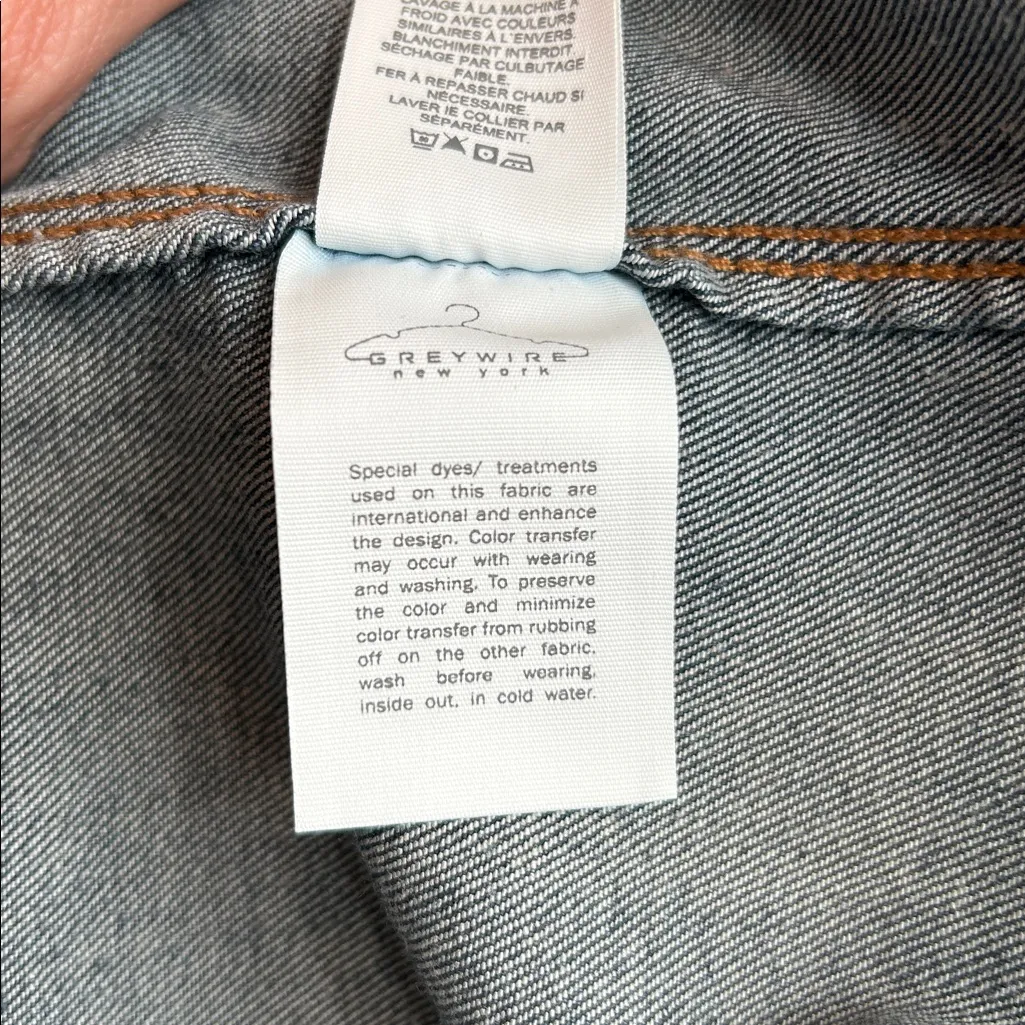 LAVAGE À LA MACHINE À
FROID AVEC COULEURS
SIMILAIRES À L'ENVERS.
BLANCHIMENT INTERDIT.
SÉCHAGE PAR CULBUTAGE
FAIBLE.
FER À REPASSER CHAUD SI
NÉCESSAIRE.
LAVER lE COLLIER PAR
SÉPARÉMENT.
GREYWIRE
new york
Special dyes/ treatments
used on this fabric are
international and enhance
the design. Color transfer
may occur with wearing
and washing. To preserve
the color and minimize
color transfer from rubbing
off on the other fabric.
wash before wearing,
inside out, in cold water.